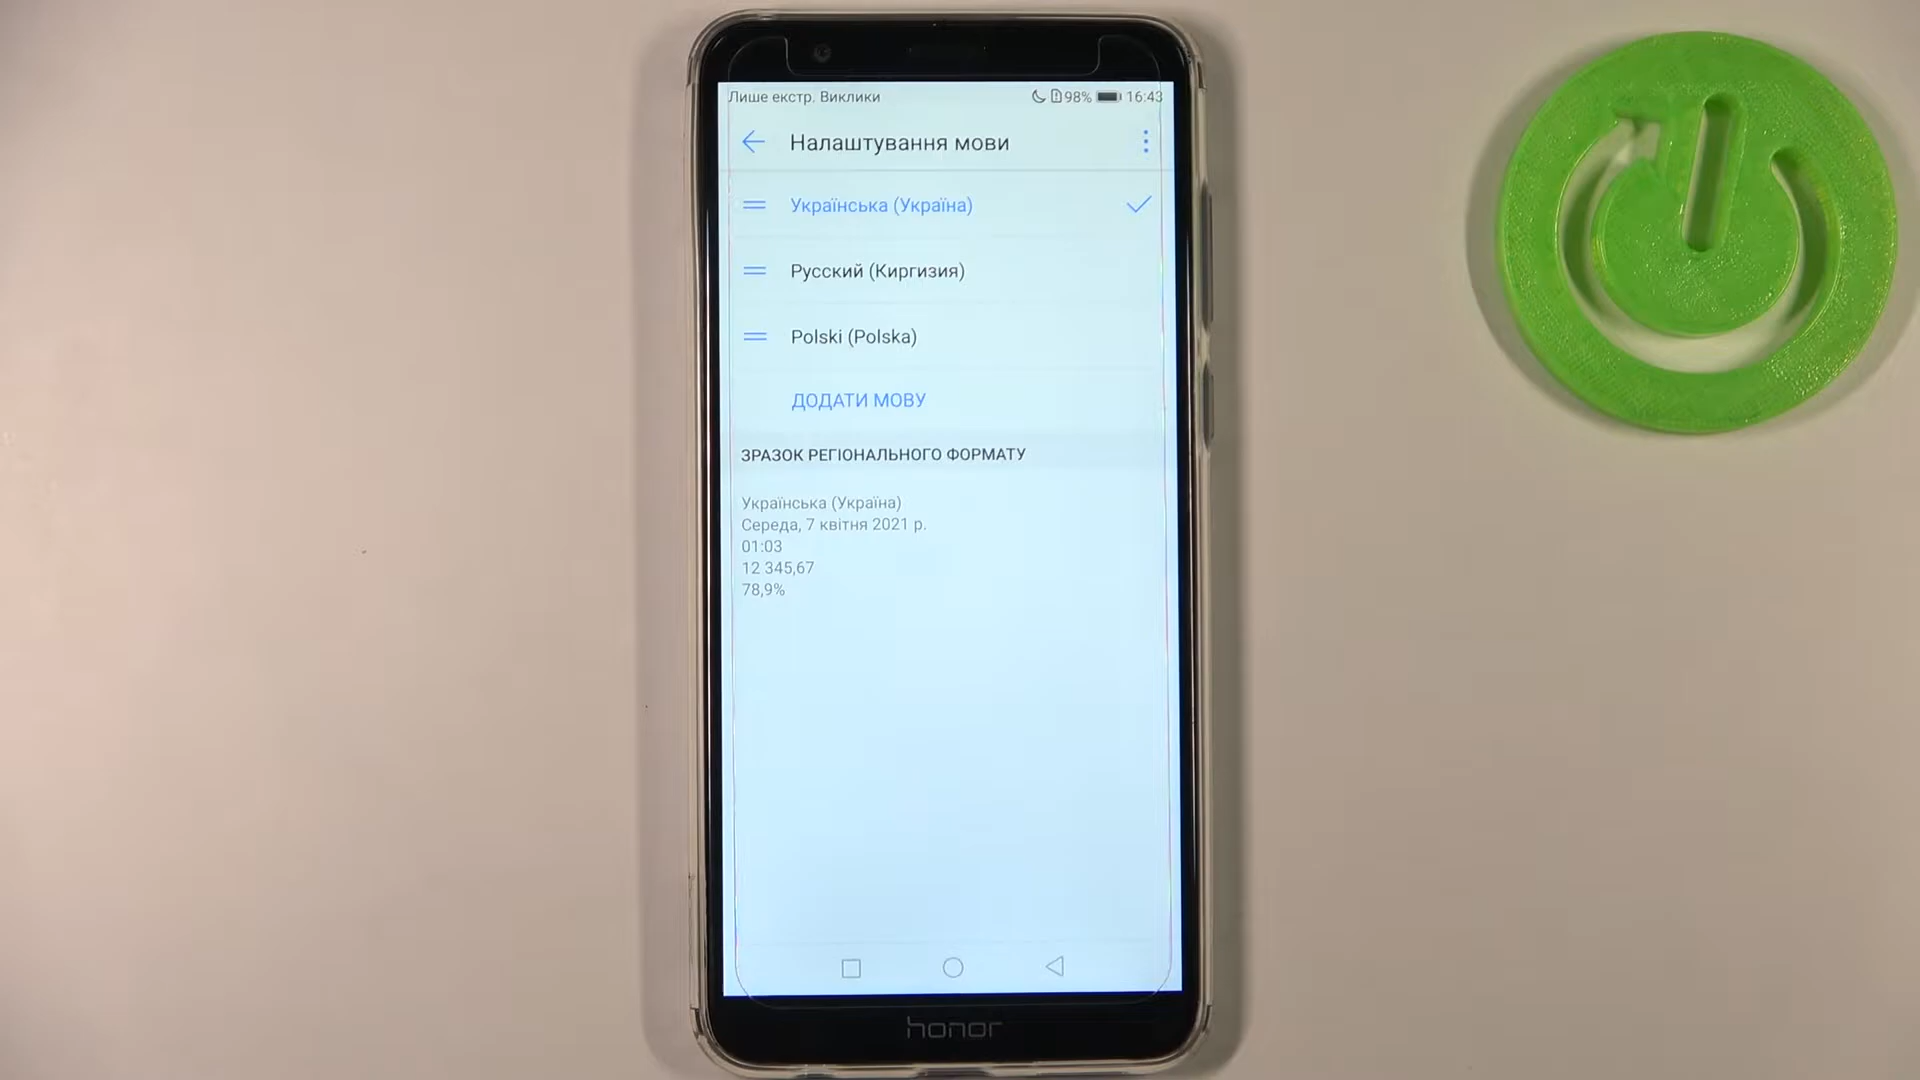 Лише екстр. Виклики 98% 16:43
Налаштування мови
Українська (Україна)
Русский (Киргизия)
Polski (Polska)
ДОДАТИ МОВУ
ЗРАЗОК РЕГІОНАЛЬНОГО ФОРМАТУ
Українська (Україна)
Середа, 7 квітня 2021 р.
01:03
12 345,67
78,9%
honor